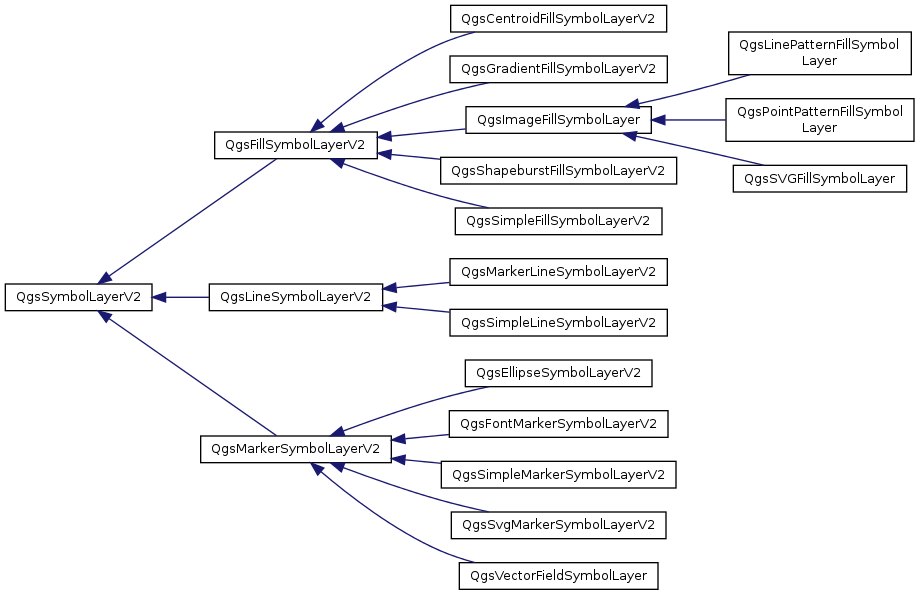 QgsCentroidFillSymbolLayerV2
QgsLinePatternFillSymbol
Layer
QgsGradientFillSymbolLayerV2
QgsImageFillSymbolLayer
QgsPointPatternFillSymbol
Layer
QgsFillSymbolLayerV2
QgsShapeburstFillSymbolLayerV2
QgsSVGFillSymbolLayer
QgsSimpleFillSymbolLayerV2
QgsMarkerLineSymbolLayerV2
QgsSymbolLayerV2
QgsLineSymbolLayerV2
QgsSimpleLineSymbolLayerV2
QgsEllipseSymbolLayerV2
QgsFontMarkerSymbolLayerV2
QgsMarkerSymbolLayerV2
QgsSimpleMarkerSymbolLayerV2
QgsSvgMarkerSymbolLayerV2
QgsVectorFieldSymbolLayer